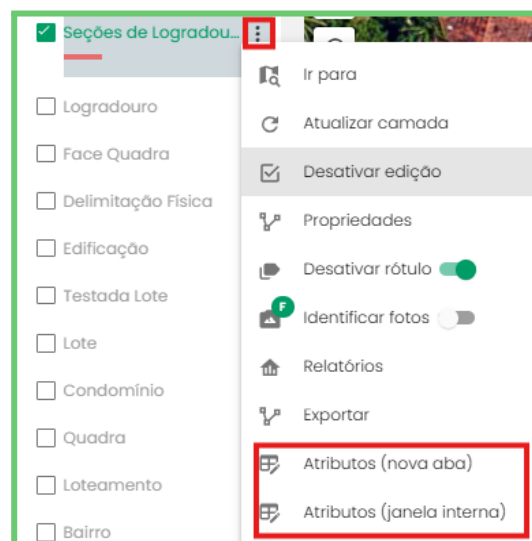 Seções de Logradou...
Logradouro
Face Quadra
Delimitação Física
Edificação
Testada Lote
Lote
Condomínio
Quadra
Loteamento
Bairro
Ir para
Atualizar camada
Desativar edição
Propriedades
Desativar rótulo
F
Identificar fotos
Relatórios
Exportar
Atributos (nova aba)
Atributos (janela interna)